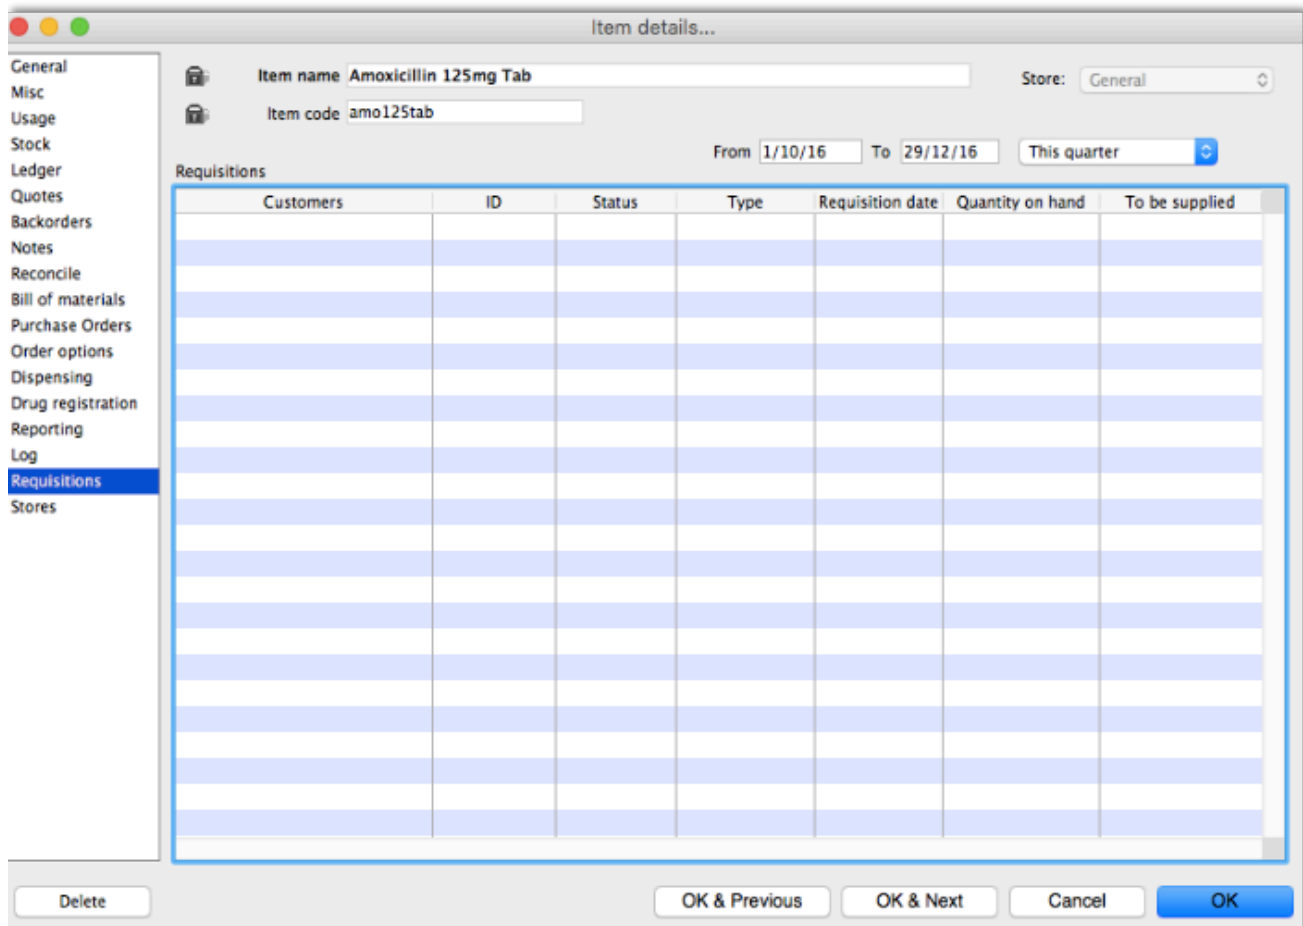 Item details...
General
Misc
Usage
Stock
Ledger
Quotes
Backorders
Notes
Reconcile
Bill of materials
Purchase Orders
Order options
Dispensing
Drug registration
Reporting
Log
Requisitions
Stores
Item name Amoxicillin 125mg Tab Store: General
Item code amo125tab
From 1/10/16 To 29/12/16 This quarter
Requisitions
Customers ID Status Type Requisition date Quantity on hand To be supplied
Delete OK & Previous OK & Next Cancel OK